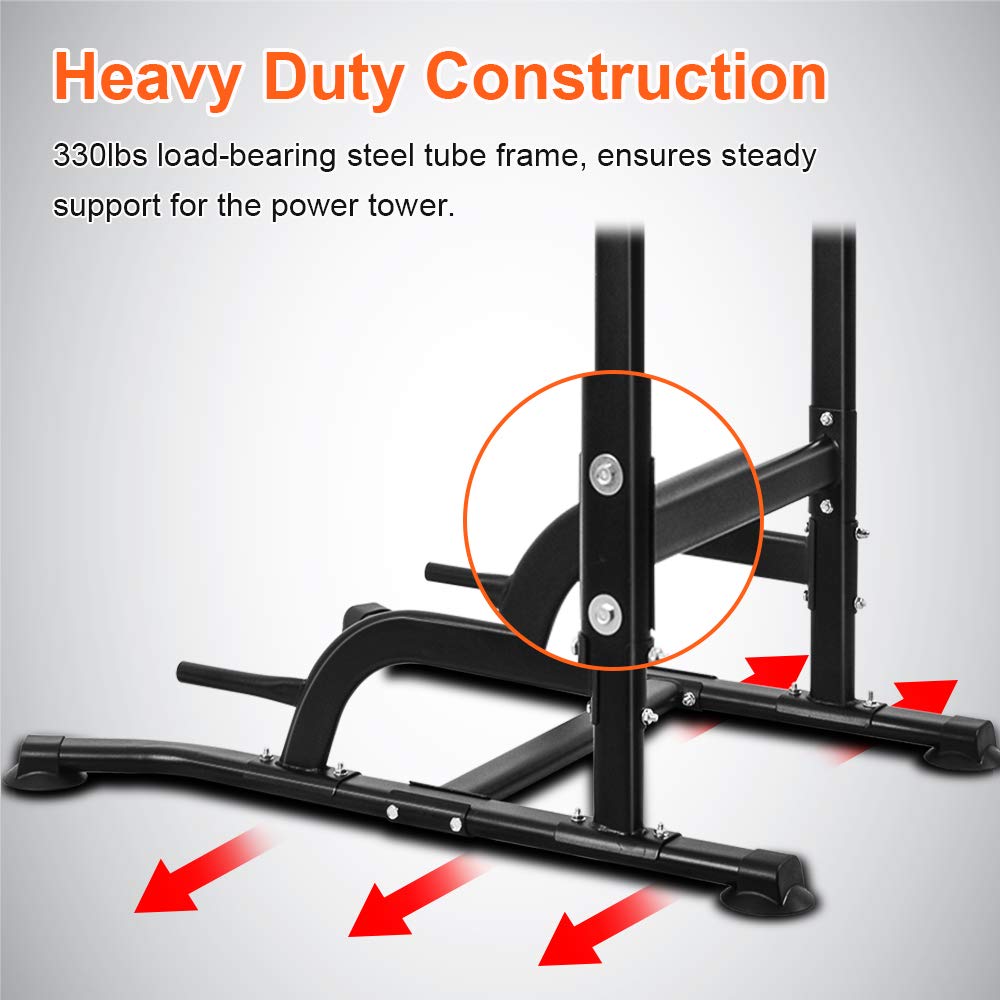 Heavy Duty Construction
330lbs load-bearing steel tube frame, ensures steady
support for the power tower.